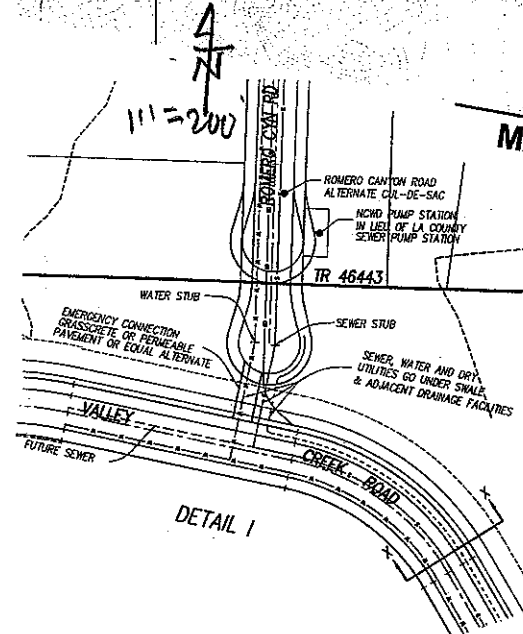 N
1"=200'
M
ROMERO CYN RD
ROMERO CANYON ROAD
ALTERNATE CUL-DE-SAC
NCWD PUMP STATION
IN LIEU OF LA COUNTY
SEWER PUMP STATION
TR 46443
WATER STUB
SEWER STUB
EMERGENCY CONNECTION
GRASSCRETE OR PERMEABLE
PAVEMENT OR EQUAL ALTERNATE
SEWER, WATER AND DRY
UTILITIES GO UNDER SWALE
& ADJACENT DRAINAGE FACILITIES
VALLEY CREEK ROAD
FUTURE SEWER
X
X
DETAIL I